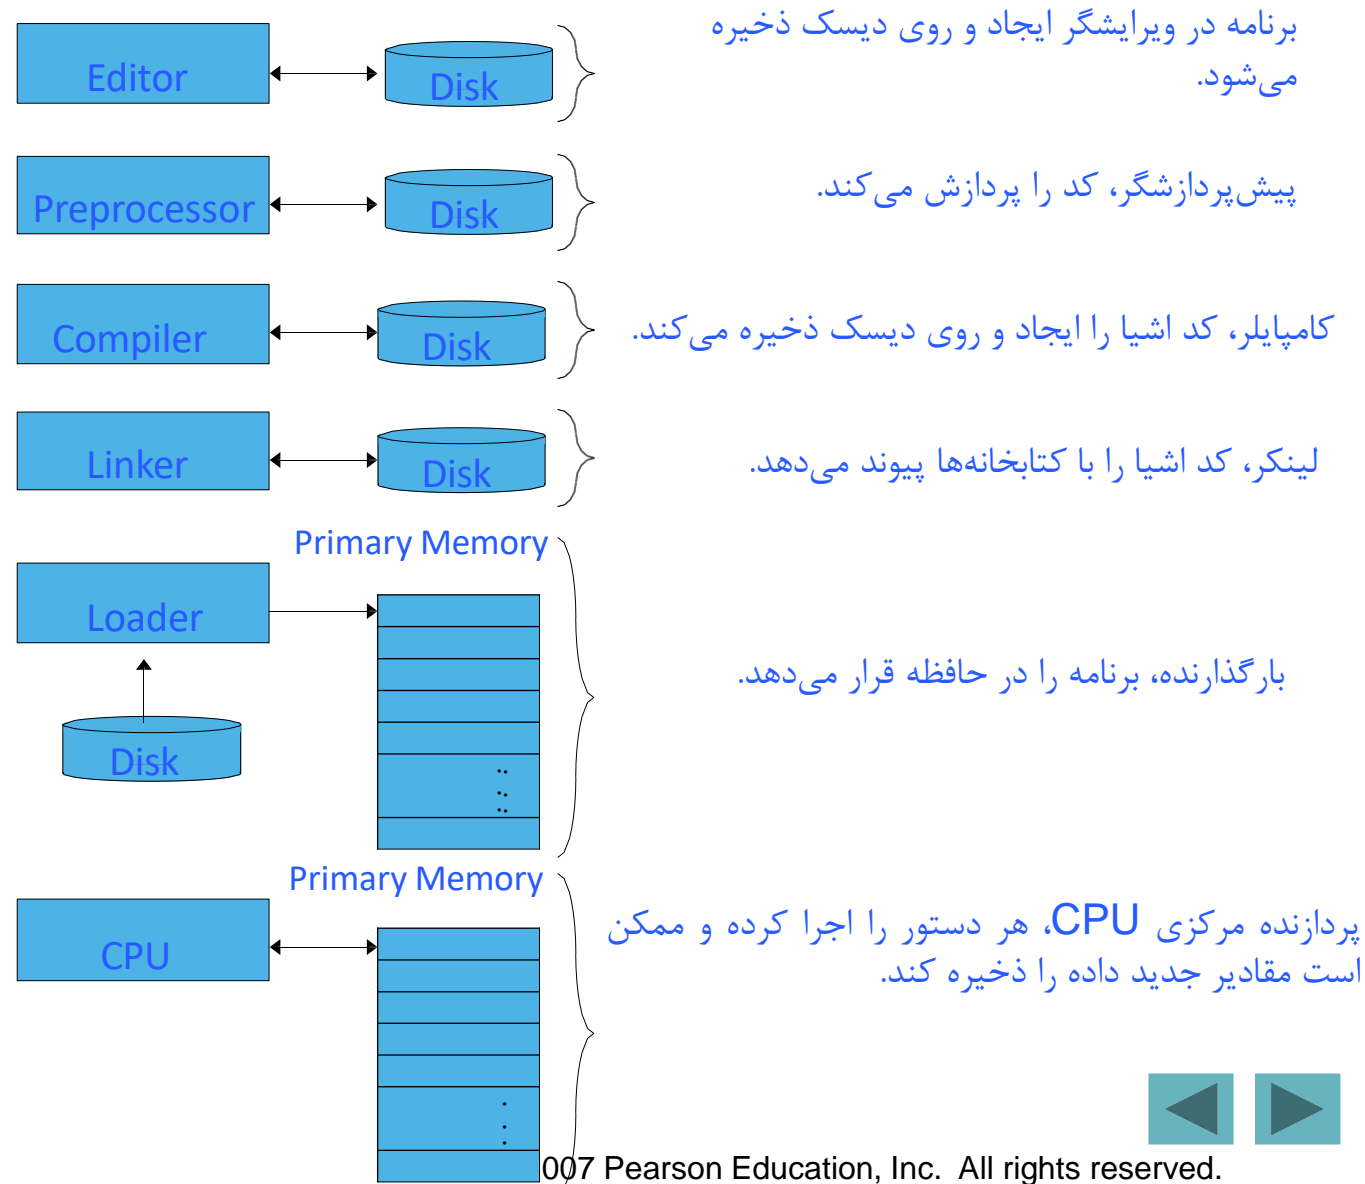 برنامه در ویرایشگر ایجاد و روی دیسک ذخیره
می‌شود.
Editor
Disk
پیش‌پردازشگر، کد را پردازش می‌کند.
Preprocessor
Disk
کامپایلر، کد اشیا را ایجاد و روی دیسک ذخیره می‌کند.
Compiler
Disk
لینکر، کد اشیا را با کتابخانه‌ها پیوند می‌دهد.
Linker
Disk
Primary Memory
Loader
بارگذارنده، برنامه را در حافظه قرار می‌دهد.
Disk
Primary Memory
پردازنده مرکزی CPU، هر دستور را اجرا کرده و ممکن
است مقادیر جدید داده را ذخیره کند.
CPU
007 Pearson Education, Inc. All rights reserved.